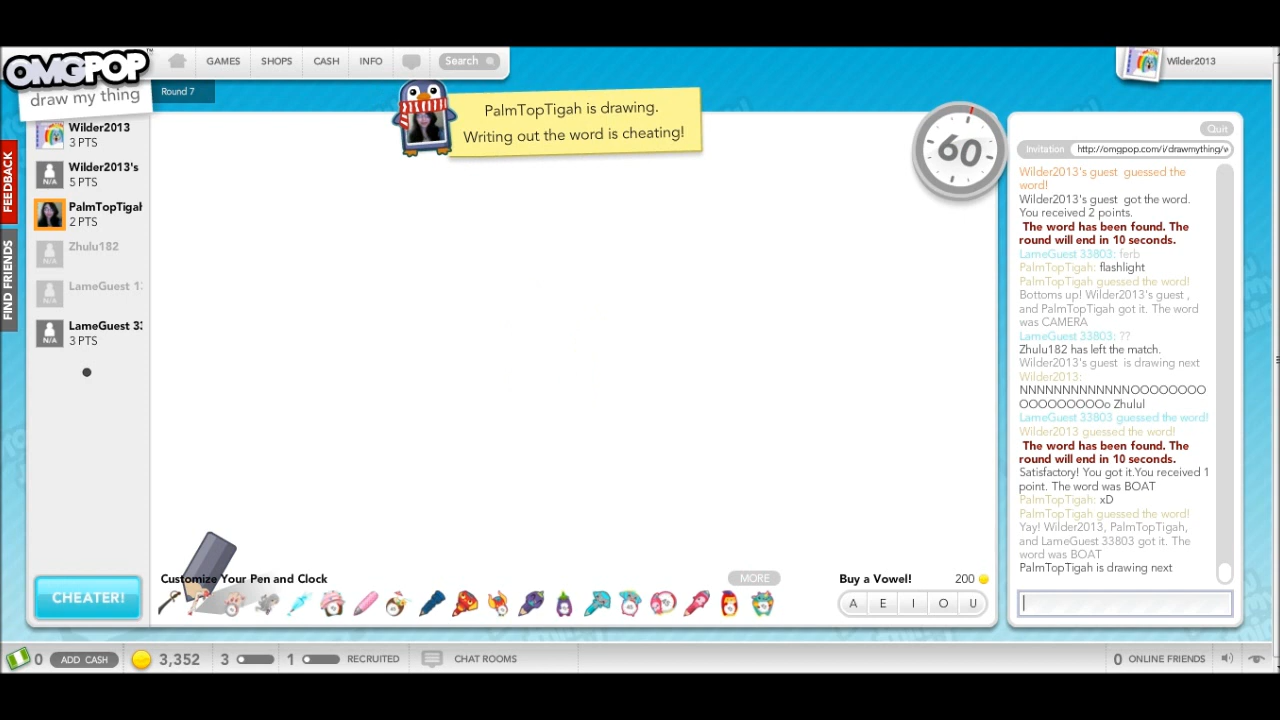 OMGPOP
draw my thing
GAMES
SHOPS
CASH
INFO
Search
Wilder2013
Round 7
FEEDBACK
FIND FRIENDS
Wilder2013
3 PTS
Wilder2013's
5 PTS
PalmTopTigah
2 PTS
Zhulu182
LameGuest 1
LameGuest 33
3 PTS
CHEATER!
PalmTopTigah is drawing.
Writing out the word is cheating!
60
Customize Your Pen and Clock
MORE
Buy a Vowel!
200
A E I O U
Quit
Invitation
http://omgpop.com/i/drawmything/
Wilder2013's guest guessed the
word!
Wilder2013's guest got the word.
You received 2 points.
The word has been found. The
round will end in 10 seconds.
LameGuest 33803: ferb
PalmTopTigah: flashlight
PalmTopTigah guessed the word!
Bottoms up! Wilder2013's guest ,
and PalmTopTigah got it. The word
was CAMERA
LameGuest 33803: ??
Zhulu182 has left the match.
Wilder2013's guest is drawing next
Wilder2013:
NNNNNNNNNNNNNOOOOOOOO
OOOOOOOOOOo Zhulul
LameGuest 33803 guessed the word!
Wilder2013 guessed the word!
The word has been found. The
round will end in 10 seconds.
Satisfactory! You got it.You received 1
point. The word was BOAT
PalmTopTigah: xD
PalmTopTigah guessed the word!
Yay! Wilder2013, PalmTopTigah,
and LameGuest 33803 got it. The
word was BOAT
PalmTopTigah is drawing next
0
ADD CASH
3,352
3
1
RECRUITED
CHAT ROOMS
0 ONLINE FRIENDS